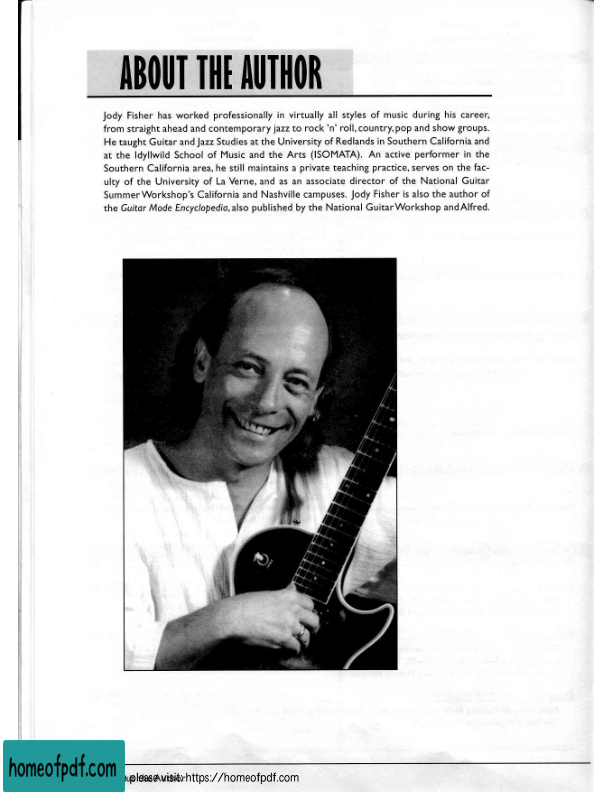 ABOUT THE AUTHOR
Jody Fisher has worked professionally in virtually all styles of music during his career,
from straight ahead and contemporary jazz to rock 'n' roll, country, pop and show groups.
He taught Guitar and Jazz Studies at the University of Redlands in Southern California and
at the Idyllwild School of Music and the Arts (ISOMATA). An active performer in the
Southern California area, he still maintains a private teaching practice, serves on the fac-
ulty of the University of La Verne, and as an associate director of the National Guitar
Summer Workshop's California and Nashville campuses. Jody Fisher is also the author of
the Guitar Mode Encyclopedia, also published by the National Guitar Workshop and Alfred.
homeofpdf.com
please visit: https://homeofpdf.com